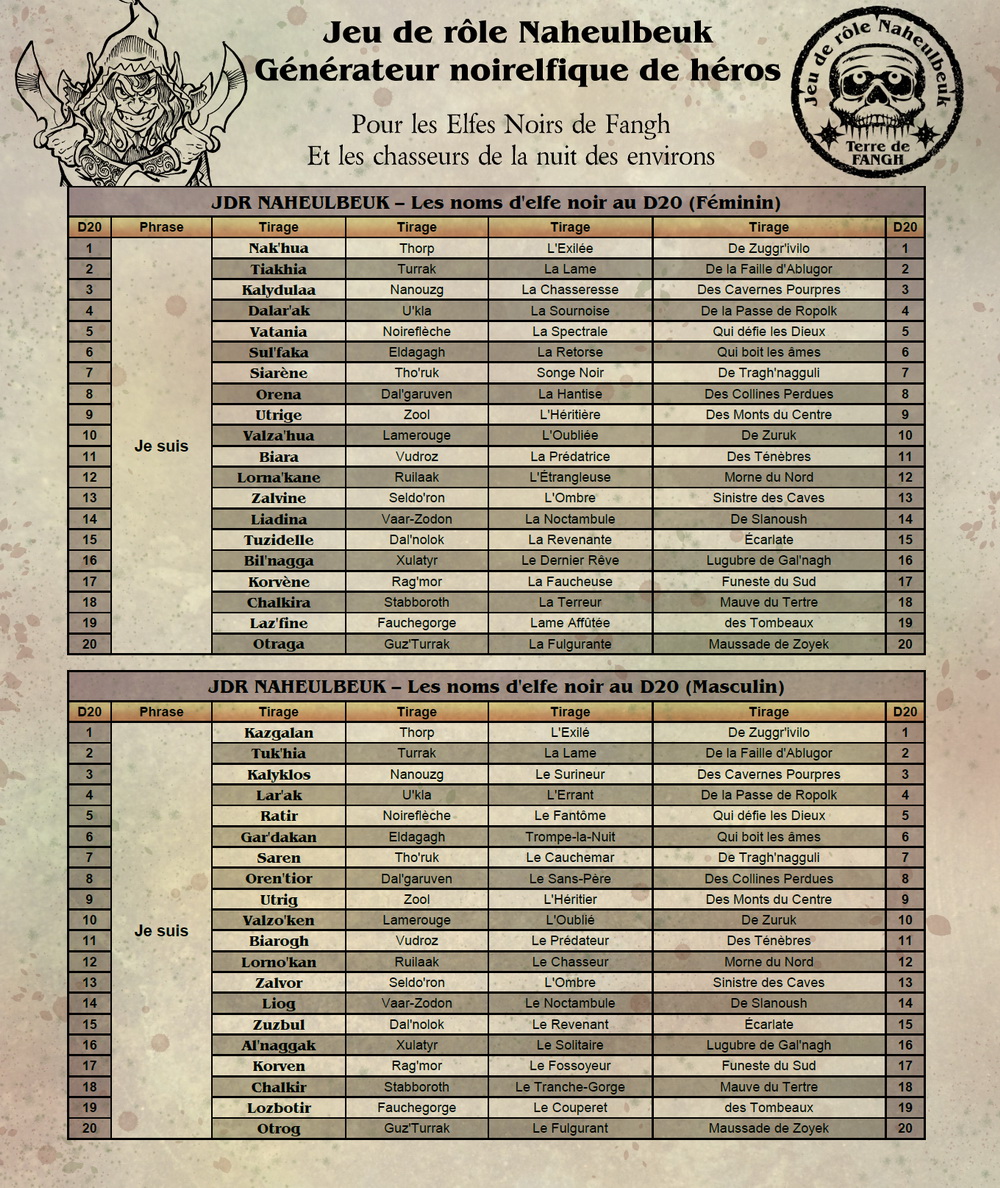 Jeu de rôle Naheulbeuk
Générateur noirelfique de héros
Pour les Elfes Noirs de Fangh
Et les chasseurs de la nuit des environs
Jeu de rôle Naheulbeuk
Terre de
FANGH
JDR NAHEULBEUK – Les noms d'elfe noir au D20 (Féminin)
D20 Phrase Tirage Tirage Tirage Tirage D20
1 Nak'hua Thorp L'Exilée De Zuggr'ivilo 1
2 Tiakhia Turrak La Lame De la Faille d'Ablugor 2
3 Kalydulaa Nanouzg La Chasseresse Des Cavernes Pourpres 3
4 Dalar'ak U'kla La Sournoise De la Passe de Ropolk 4
5 Vatania Noireflèche La Spectrale Qui défie les Dieux 5
6 Sul'faka Eldagagh La Retorse Qui boit les âmes 6
7 Siarène Tho'ruk Songe Noir De Tragh'nagguli 7
8 Orena Dal'garuven La Hantise Des Collines Perdues 8
9 Utrige Zool L'Héritière Des Monts du Centre 9
10 Valza'hua Lamerouge L'Oubliée De Zuruk 10
Je suis
11 Biara Vudroz La Prédatrice Des Ténèbres 11
12 Lorna'kane Ruilaak L'Étrangleuse Morne du Nord 12
13 Zalvine Seldo'ron L'Ombre Sinistre des Caves 13
14 Liadina Vaar-Zodon La Noctambule De Slanoush 14
15 Tuzidelle Dal'nolok La Revenante Écarlate 15
16 Bil'nagga Xulatyr Le Dernier Rêve Lugubre de Gal'nagh 16
17 Korvène Rag'mor La Faucheuse Funeste du Sud 17
18 Chalkira Stabboroth La Terreur Mauve du Tertre 18
19 Laz'fine Fauchegorge Lame Affûtée des Tombeaux 19
20 Otraga Guz'Turrak La Fulgurante Maussade de Zoyek 20
JDR NAHEULBEUK – Les noms d'elfe noir au D20 (Masculin)
D20 Phrase Tirage Tirage Tirage Tirage D20
1 Kazgalan Thorp L'Exilé De Zuggr'ivilo 1
2 Tuk'hia Turrak La Lame De la Faille d'Ablugor 2
3 Kalyklos Nanouzg Le Surineur Des Cavernes Pourpres 3
4 Lar'ak U'kla L'Errant De la Passe de Ropolk 4
5 Ratir Noireflèche Le Fantôme Qui défie les Dieux 5
6 Gar'dakan Eldagagh Trompe-la-Nuit Qui boit les âmes 6
7 Saren Tho'ruk Le Cauchemar De Tragh'nagguli 7
8 Oren'tior Dal'garuven Le Sans-Père Des Collines Perdues 8
9 Utrig Zool L'Héritier Des Monts du Centre 9
10 Valzo'ken Lamerouge L'Oublié De Zuruk 10
Je suis
11 Biarogh Vudroz Le Prédateur Des Ténèbres 11
12 Lorno'kan Ruilaak Le Chasseur Morne du Nord 12
13 Zalvor Seldo'ron L'Ombre Sinistre des Caves 13
14 Liog Vaar-Zodon Le Noctambule De Slanoush 14
15 Zuzbul Dal'nolok Le Revenant Écarlate 15
16 Al'naggak Xulatyr Le Solitaire Lugubre de Gal'nagh 16
17 Korven Rag'mor Le Fossoyeur Funeste du Sud 17
18 Chalkir Stabboroth Le Tranche-Gorge Mauve du Tertre 18
19 Lozbotir Fauchegorge Le Couperet des Tombeaux 19
20 Otrog Guz'Turrak Le Fulgurant Maussade de Zoyek 20